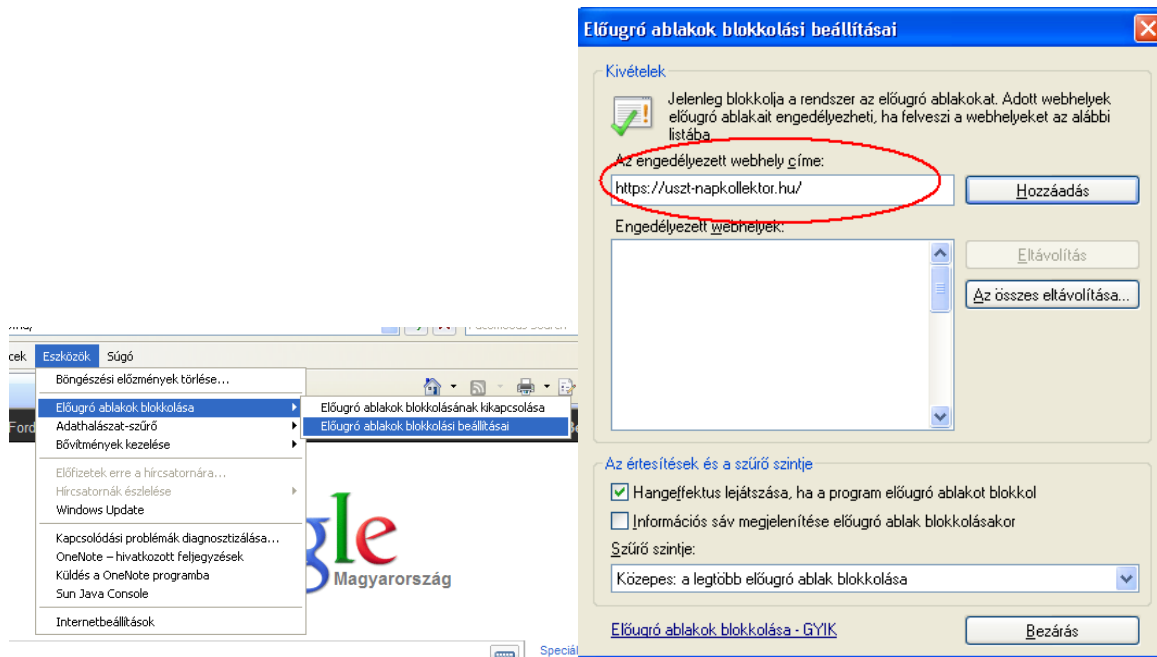 cek Eszközök Súgó
Böngészési előzmények törlése...
Előugró ablakok blokkolása
Adathalászat-szűrő
Bővítmények kezelése
Előfizetek erre a hírcsatornára...
Hírcsatornák észlelése
Windows Update
Kapcsolódási problémák diagnosztizálása...
OneNote – hivatkozott feljegyzések
Küldés a OneNote programba
Sun Java Console
Internetbeállítások
Előugró ablakok blokkolásának kikapcsolása
Előugró ablakok blokkolási beállításai
Ford
gle
Magyarország
Speciál
Előugró ablakok blokkolási beállításai
Kivételek
Jelenleg blokkolja a rendszer az előugró ablakokat. Adott webhelyek
előugró ablakait engedélyezheti, ha felveszi a webhelyeket az alábbi
listába.
Az engedélyezett webhely címe:
https://uszt-napkollektor.hu/
Hozzáadás
Engedélyezett webhelyek:
Eltávolítás
Az összes eltávolítása...
Az értesítések és a szűrő szintje
Hangeffektus lejátszása, ha a program előugró ablakot blokkol
Információs sáv megjelenítése előugró ablak blokkolásakor
Szűrő szintje:
Közepes: a legtöbb előugró ablak blokkolása
Előugró ablakok blokkolása - GYIK
Bezárás